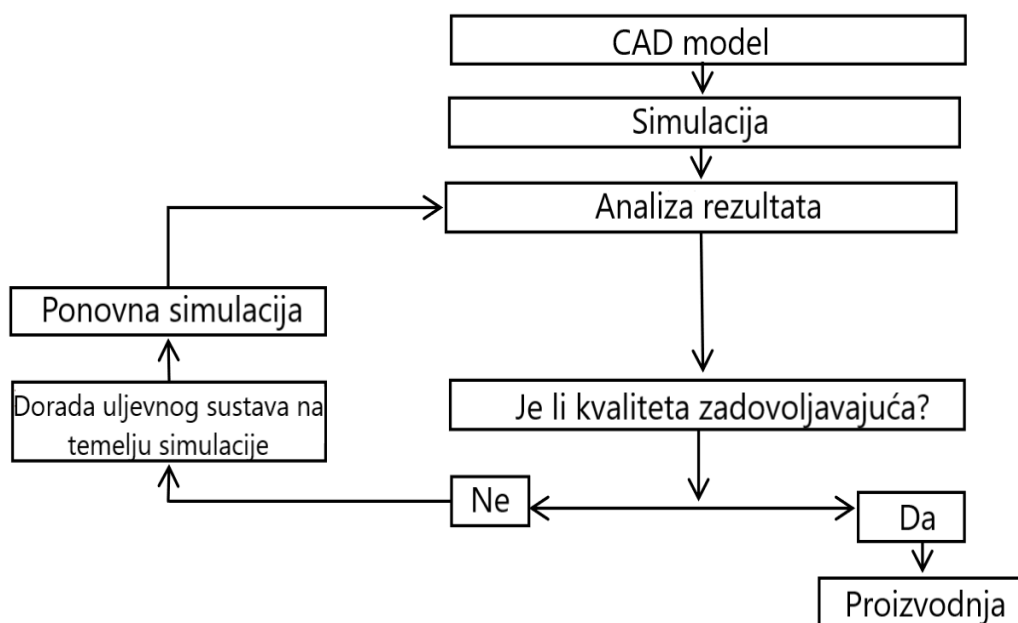 CAD model
Simulacija
Analiza rezultata
Ponovna simulacija
Dorada uljevnog sustava na
temelju simulacije
Je li kvaliteta zadovoljavajuća?
Ne
Da
Proizvodnja